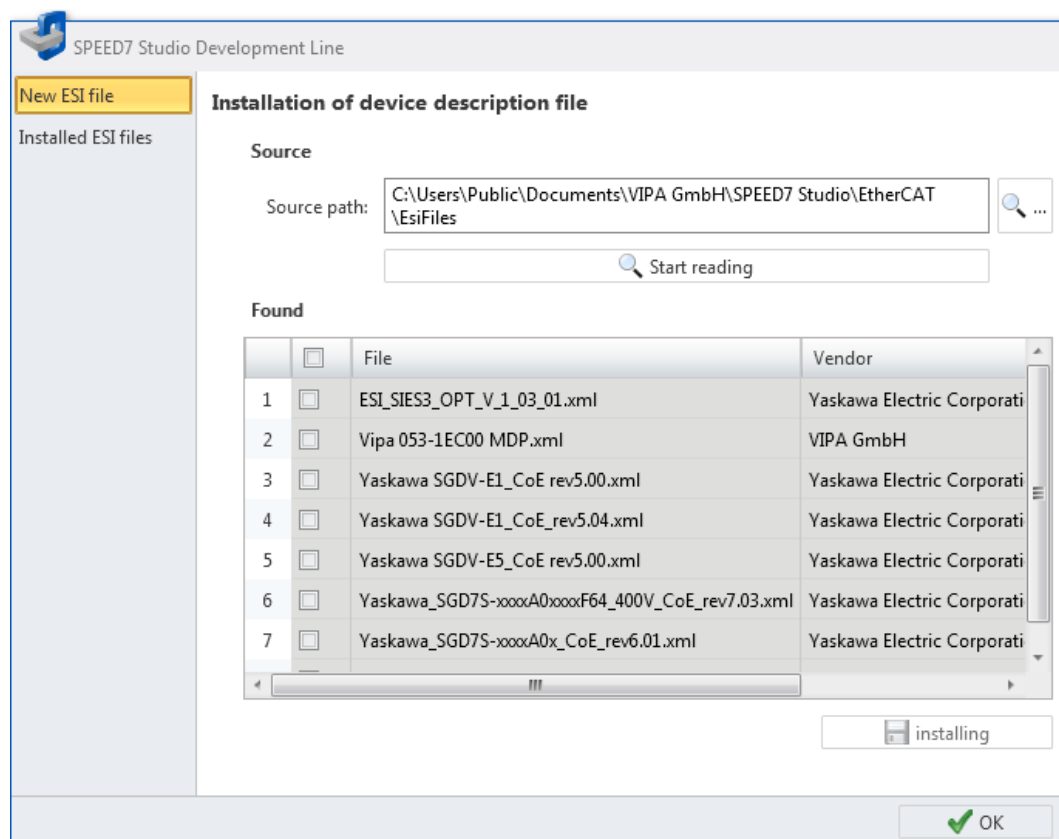 SPEED7 Studio Development Line
New ESI file
Installed ESI files
Installation of device description file
Source
Source path:
C:\Users\Public\Documents\VIPA GmbH\SPEED7 Studio\EtherCAT
\EsiFiles
...
Start reading
Found
File Vendor
1 ESI_SIES3_OPT_V_1_03_01.xml Yaskawa Electric Corporati
2 Vipa 053-1EC00 MDP.xml VIPA GmbH
3 Yaskawa SGDV-E1_CoE rev5.00.xml Yaskawa Electric Corporati
4 Yaskawa SGDV-E1_CoE_rev5.04.xml Yaskawa Electric Corporati
5 Yaskawa SGDV-E5_CoE rev5.00.xml Yaskawa Electric Corporati
6 Yaskawa_SGD7S-xxxxA0xxxxF64_400V_CoE_rev7.03.xml Yaskawa Electric Corporati
7 Yaskawa_SGD7S-xxxxA0x_CoE_rev6.01.xml Yaskawa Electric Corporati
installing
OK